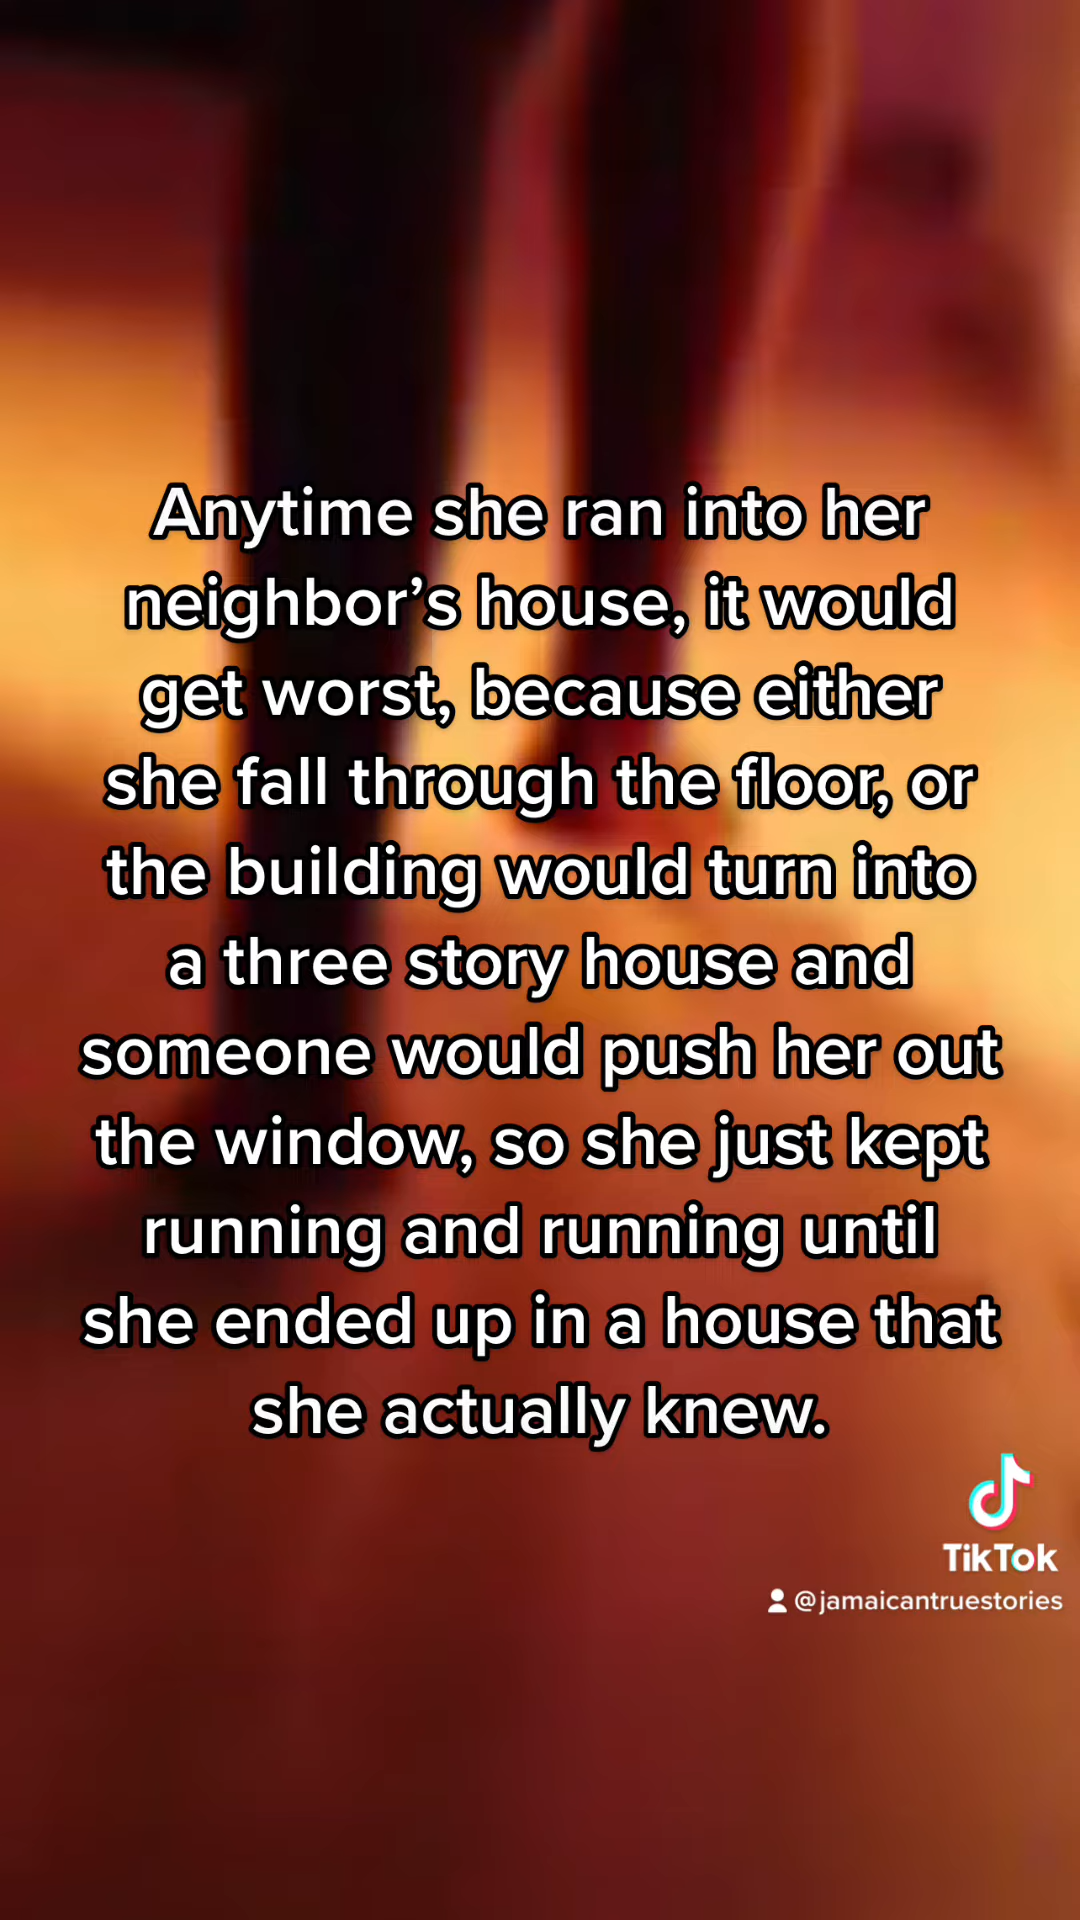 Anytime she ran into her
neighbor’s house, it would
get worst, because either
she fall through the floor, or
the building would turn into
a three story house and
someone would push her out
the window, so she just kept
running and running until
she ended up in a house that
she actually knew.
TikTok
@jamaicantruestories